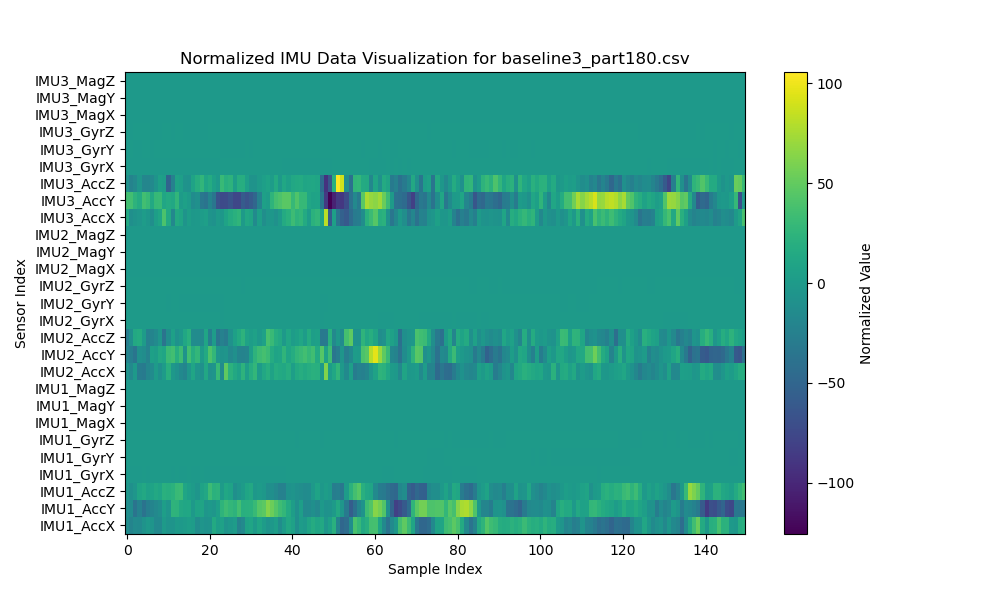 Normalized IMU Data Visualization for baseline3_part180.csv
IMU3_MagZ
IMU3_MagY
IMU3_MagX
IMU3_GyrZ
IMU3_GyrY
IMU3_GyrX
IMU3_AccZ
IMU3_AccY
IMU3_AccX
IMU2_MagZ
IMU2_MagY
IMU2_MagX
IMU2_GyrZ
IMU2_GyrY
IMU2_GyrX
IMU2_AccZ
IMU2_AccY
IMU2_AccX
IMU1_MagZ
IMU1_MagY
IMU1_MagX
IMU1_GyrZ
IMU1_GyrY
IMU1_GyrX
IMU1_AccZ
IMU1_AccY
IMU1_AccX
Sensor Index
0 20 40 60 80 100 120 140
Sample Index
100
50
0
−50
−100
Normalized Value